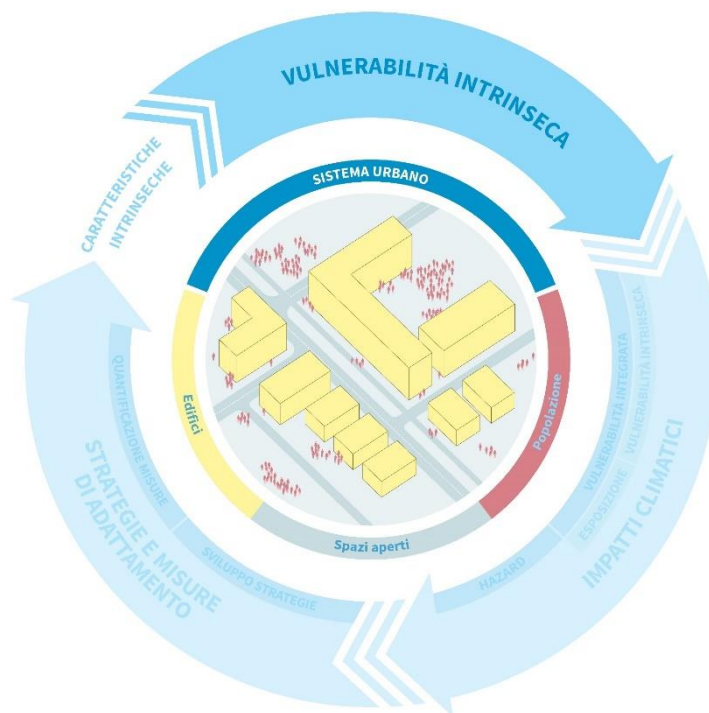 VULNERABILITÀ INTRINSECA
CARATTERISTICHE
INTRINSECHE
SISTEMA URBANO
Edifici
Popolazione
Spazi aperti
VULNERABILITÀ INTEGRATA
ESPOSIZIONE
VULNERABILITÀ INTRINSECA
HAZARD
IMPATTI CLIMATICI
QUANTIFICAZIONE MISURE
SVILUPPO STRATEGIE
STRATEGIE E MISURE
DI ADATTAMENTO